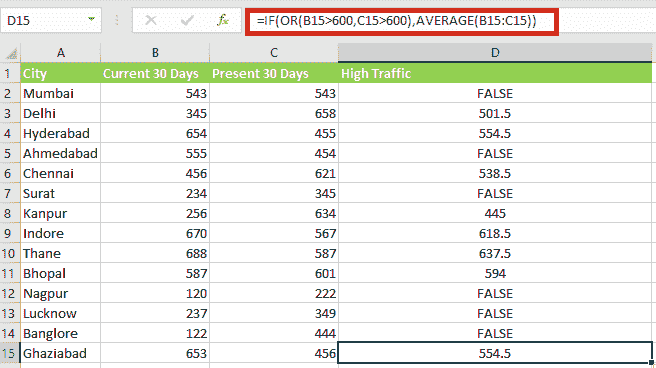 D15 fx =IF(OR(B15>600,C15>600),AVERAGE(B15:C15))
A B C D
1 City Current 30 Days Present 30 Days High Traffic
2 Mumbai 543 543 FALSE
3 Delhi 345 658 501.5
4 Hyderabad 654 455 554.5
5 Ahmedabad 555 454 FALSE
6 Chennai 456 621 538.5
7 Surat 234 345 FALSE
8 Kanpur 256 634 445
9 Indore 670 567 618.5
10 Thane 688 587 637.5
11 Bhopal 587 601 594
12 Nagpur 120 222 FALSE
13 Lucknow 237 349 FALSE
14 Banglore 122 444 FALSE
15 Ghaziabad 653 456 554.5